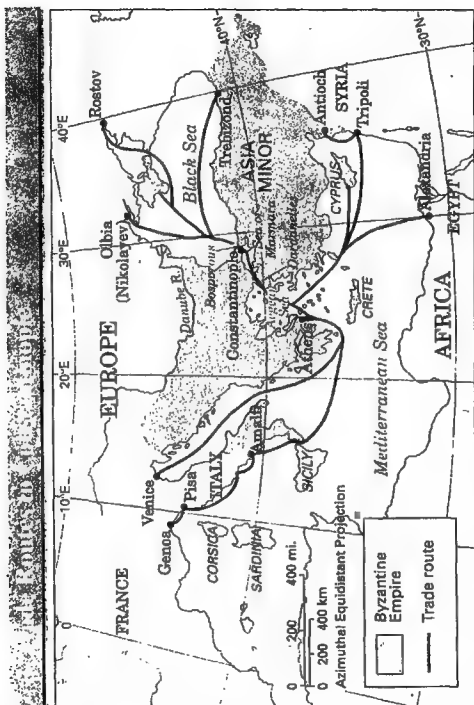 40°N
30°N
40°E
30°E
20°E
10°E
0°
Rostov
Olbia
(Nikolayev)
Black Sea
Trebizond
ASIA
MINOR
Antioch
SYRIA
Tripoli
CYPRUS
Alexandria
EGYPT
EUROPE
Danube R.
Bosporus
Constantinople
Sea of
Marmara
Dardanelles
Athens
CRETE
Mediterranean Sea
AFRICA
Venice
Pisa
Genoa
ITALY
Amalfi
SICILY
CORSICA
SARDINIA
FRANCE
0 200 400 mi.
0 200 400 km
Azimuthal Equidistant Projection
Byzantine
Empire
Trade route